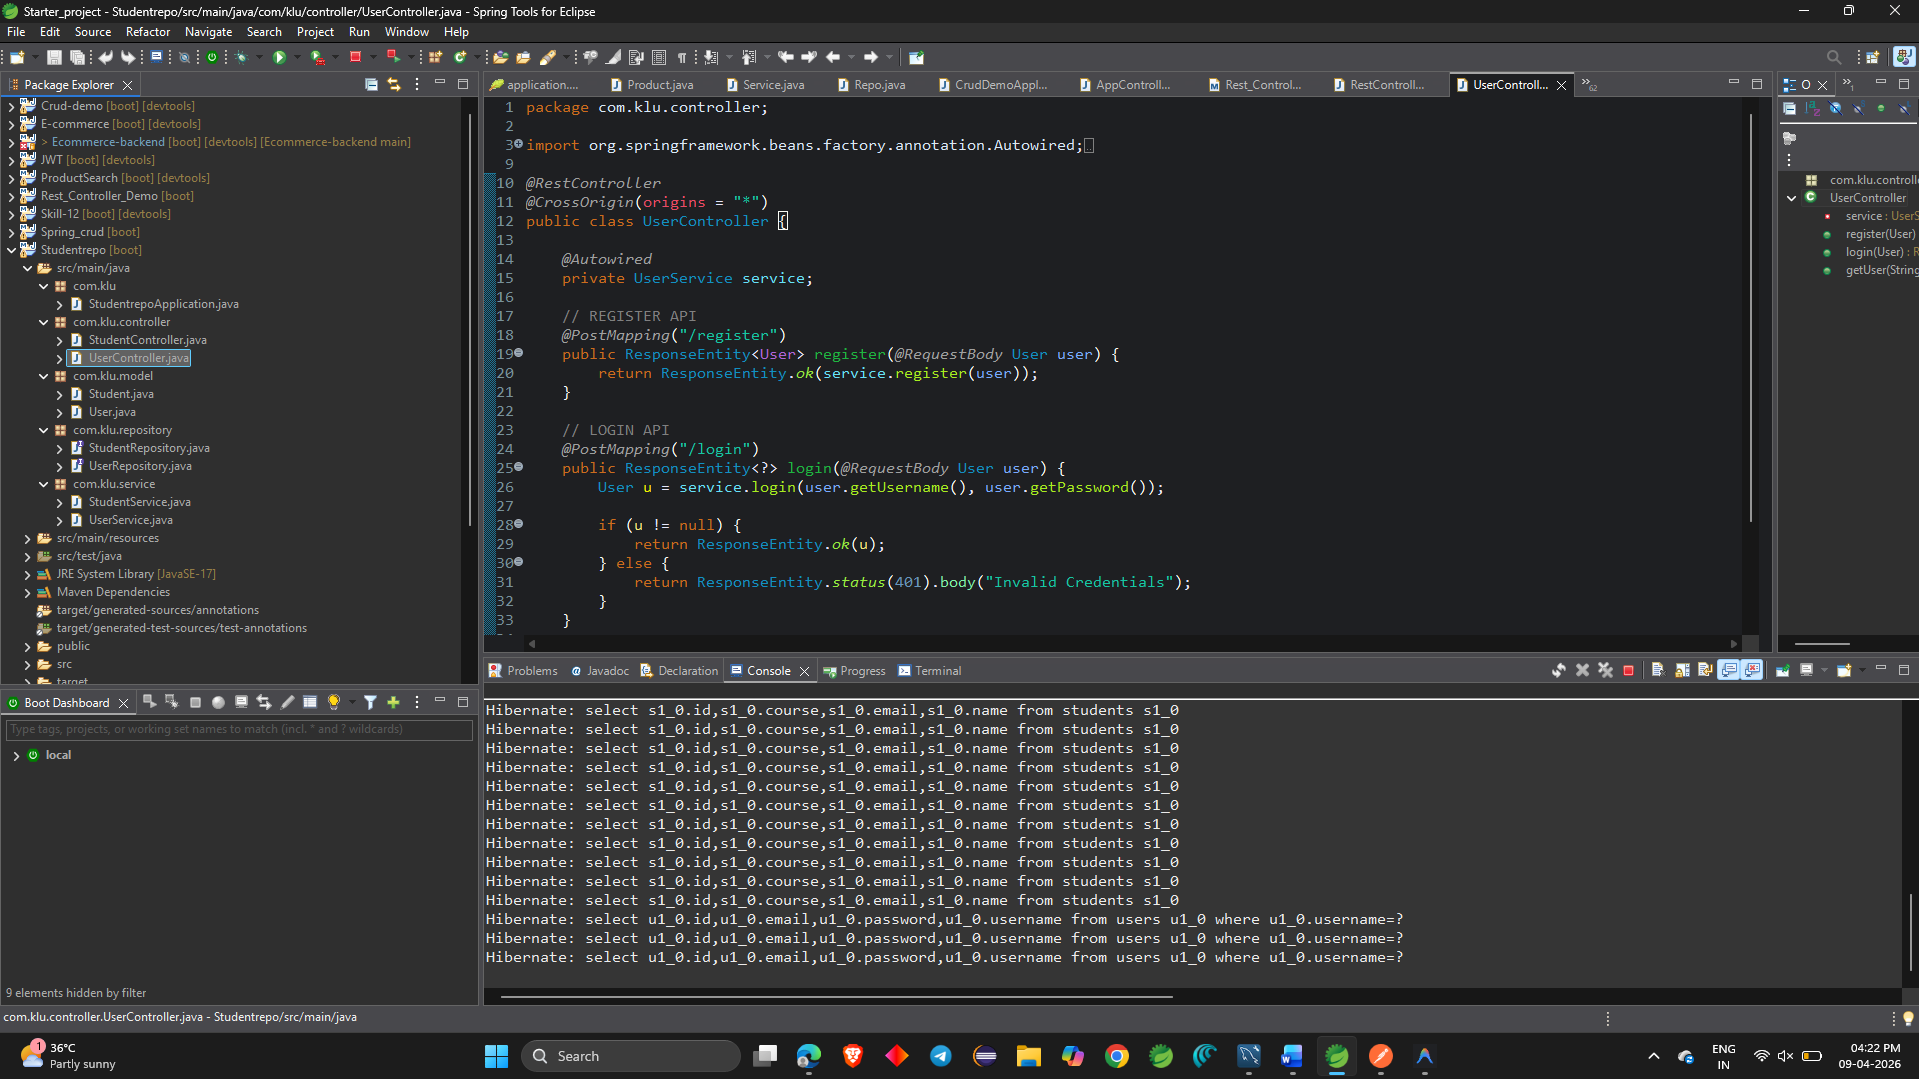 Starter_project - Studentrepo/src/main/java/com/klu/controller/UserController.java - Spring Tools for Eclipse
File Edit Source Refactor Navigate Search Project Run Window Help
Package Explorer
Crud-demo [boot] [devtools]
E-commerce [boot] [devtools]
> Ecommerce-backend [boot] [devtools] [Ecommerce-backend main]
JWT [boot] [devtools]
ProductSearch [boot] [devtools]
Rest_Controller_Demo [boot]
Skill-12 [boot] [devtools]
Spring_crud [boot]
Studentrepo [boot]
src/main/java
com.klu
StudentrepoApplication.java
com.klu.controller
StudentController.java
UserController.java
com.klu.model
Student.java
User.java
com.klu.repository
StudentRepository.java
UserRepository.java
com.klu.service
StudentService.java
UserService.java
src/main/resources
src/test/java
JRE System Library [JavaSE-17]
Maven Dependencies
target/generated-sources/annotations
target/generated-test-sources/test-annotations
public
src
target
application.... Product.java Service.java Repo.java CrudDemoAppl... AppControll... Rest_Control... RestControll... UserControll... 62
1 package com.klu.controller;
2
3 import org.springframework.beans.factory.annotation.Autowired;
9
10 @RestController
11 @CrossOrigin(origins = "*")
12 public class UserController {
13
14 @Autowired
15 private UserService service;
16
17 // REGISTER API
18 @PostMapping("/register")
19 public ResponseEntity<User> register(@RequestBody User user) {
20 return ResponseEntity.ok(service.register(user));
21 }
22
23 // LOGIN API
24 @PostMapping("/login")
25 public ResponseEntity<?> login(@RequestBody User user) {
26 User u = service.login(user.getUsername(), user.getPassword());
27
28 if (u != null) {
29 return ResponseEntity.ok(u);
30 } else {
31 return ResponseEntity.status(401).body("Invalid Credentials");
32 }
33 }
O
1
com.klu.controll
UserController
service : UserS
register(User)
login(User) : R
getUser(String
Boot Dashboard
Type tags, projects, or working set names to match (incl. * and ? wildcards)
local
9 elements hidden by filter
Problems @ Javadoc Declaration Console Progress Terminal
Hibernate: select s1_0.id,s1_0.course,s1_0.email,s1_0.name from students s1_0
Hibernate: select s1_0.id,s1_0.course,s1_0.email,s1_0.name from students s1_0
Hibernate: select s1_0.id,s1_0.course,s1_0.email,s1_0.name from students s1_0
Hibernate: select s1_0.id,s1_0.course,s1_0.email,s1_0.name from students s1_0
Hibernate: select s1_0.id,s1_0.course,s1_0.email,s1_0.name from students s1_0
Hibernate: select s1_0.id,s1_0.course,s1_0.email,s1_0.name from students s1_0
Hibernate: select s1_0.id,s1_0.course,s1_0.email,s1_0.name from students s1_0
Hibernate: select s1_0.id,s1_0.course,s1_0.email,s1_0.name from students s1_0
Hibernate: select s1_0.id,s1_0.course,s1_0.email,s1_0.name from students s1_0
Hibernate: select s1_0.id,s1_0.course,s1_0.email,s1_0.name from students s1_0
Hibernate: select s1_0.id,s1_0.course,s1_0.email,s1_0.name from students s1_0
Hibernate: select u1_0.id,u1_0.email,u1_0.password,u1_0.username from users u1_0 where u1_0.username=?
Hibernate: select u1_0.id,u1_0.email,u1_0.password,u1_0.username from users u1_0 where u1_0.username=?
Hibernate: select u1_0.id,u1_0.email,u1_0.password,u1_0.username from users u1_0 where u1_0.username=?
com.klu.controller.UserController.java - Studentrepo/src/main/java
1
36°C
Partly sunny
Search
ENG
IN
04:22 PM
09-04-2026